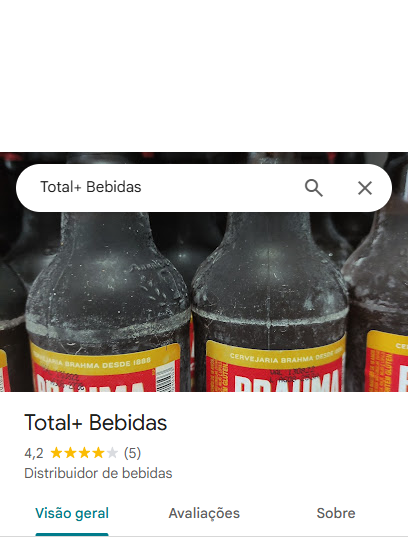 Total+ Bebidas
CERVEJARIA BRAHMA DESDE 1888
CERVEJARIA BRAHMA DESDE 1888
BRAHMA
BRAHMA
Total+ Bebidas
4,2 (5)
Distribuidor de bebidas
Visão geral Avaliações Sobre